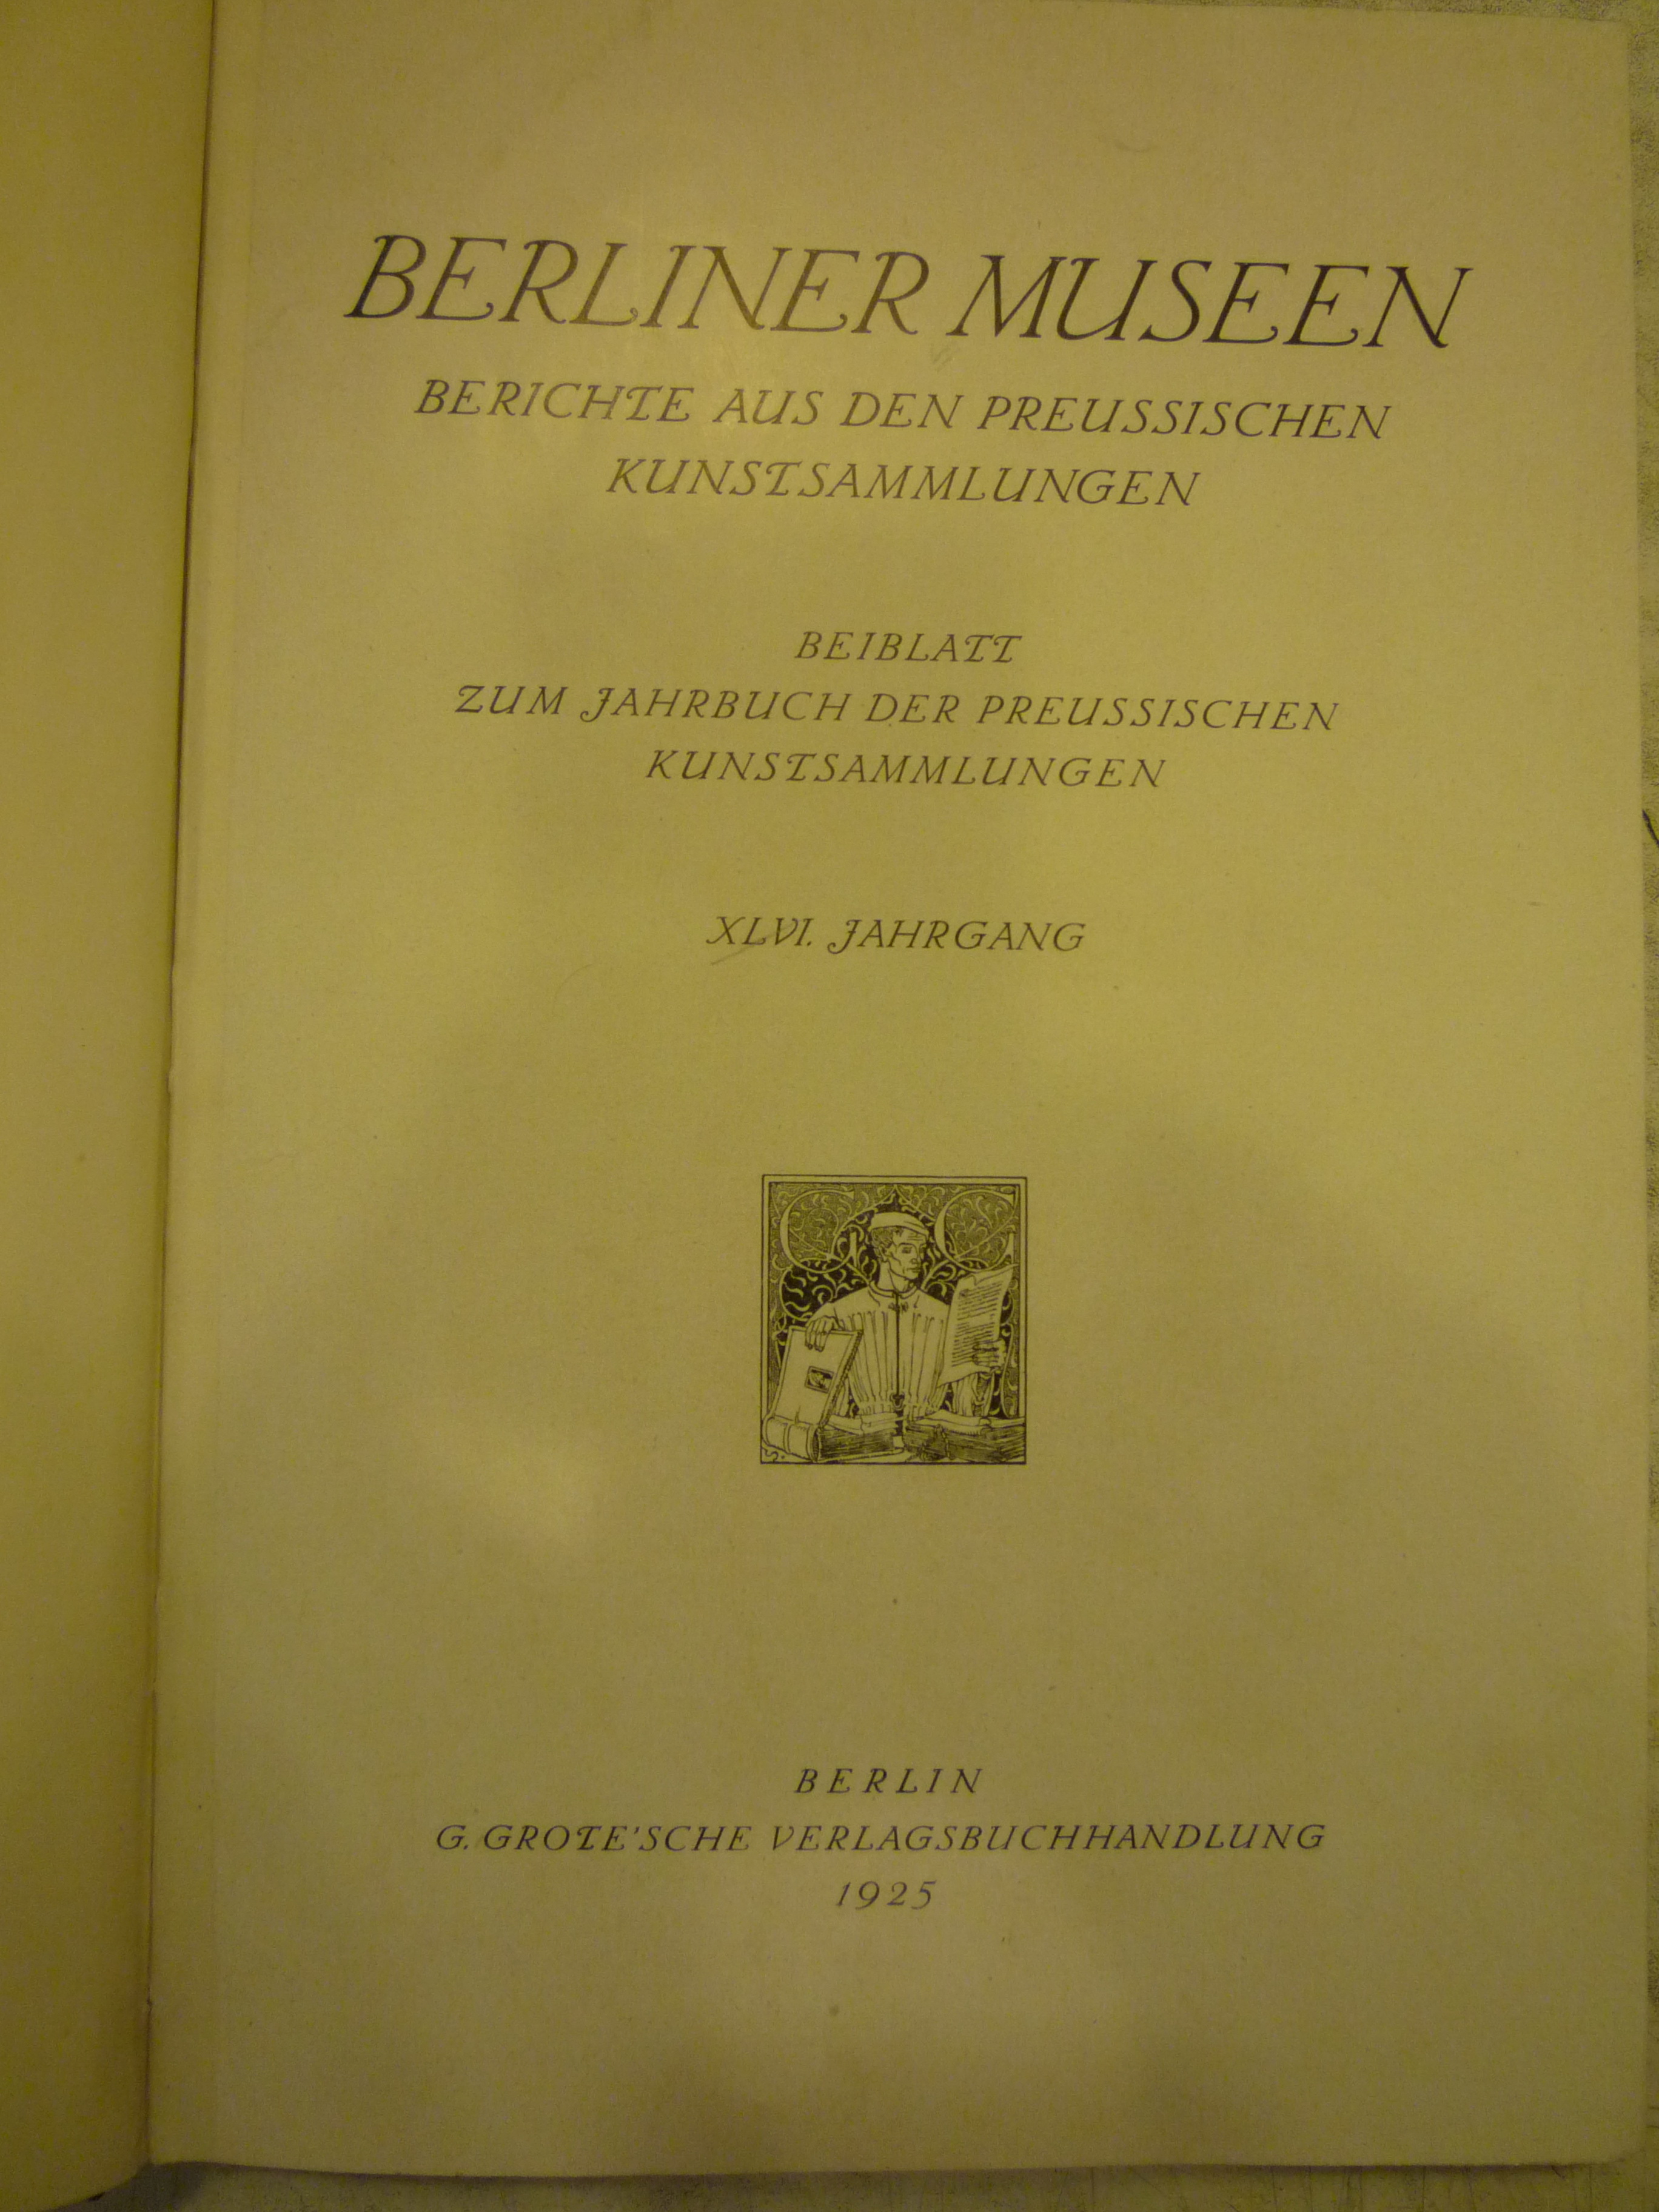 BERLINER MUSEEN
BERICHTE AUS DEN PREUSSISCHEN
KUNSTSAMMLUNGEN
BEIBLATT
ZUM JAHRBUCH DER PREUSSISCHEN
KUNSTSAMMLUNGEN
XLVI. JAHRGANG
BERLIN
G. GROTE'SCHE VERLAGSBUCHHANDLUNG
1925